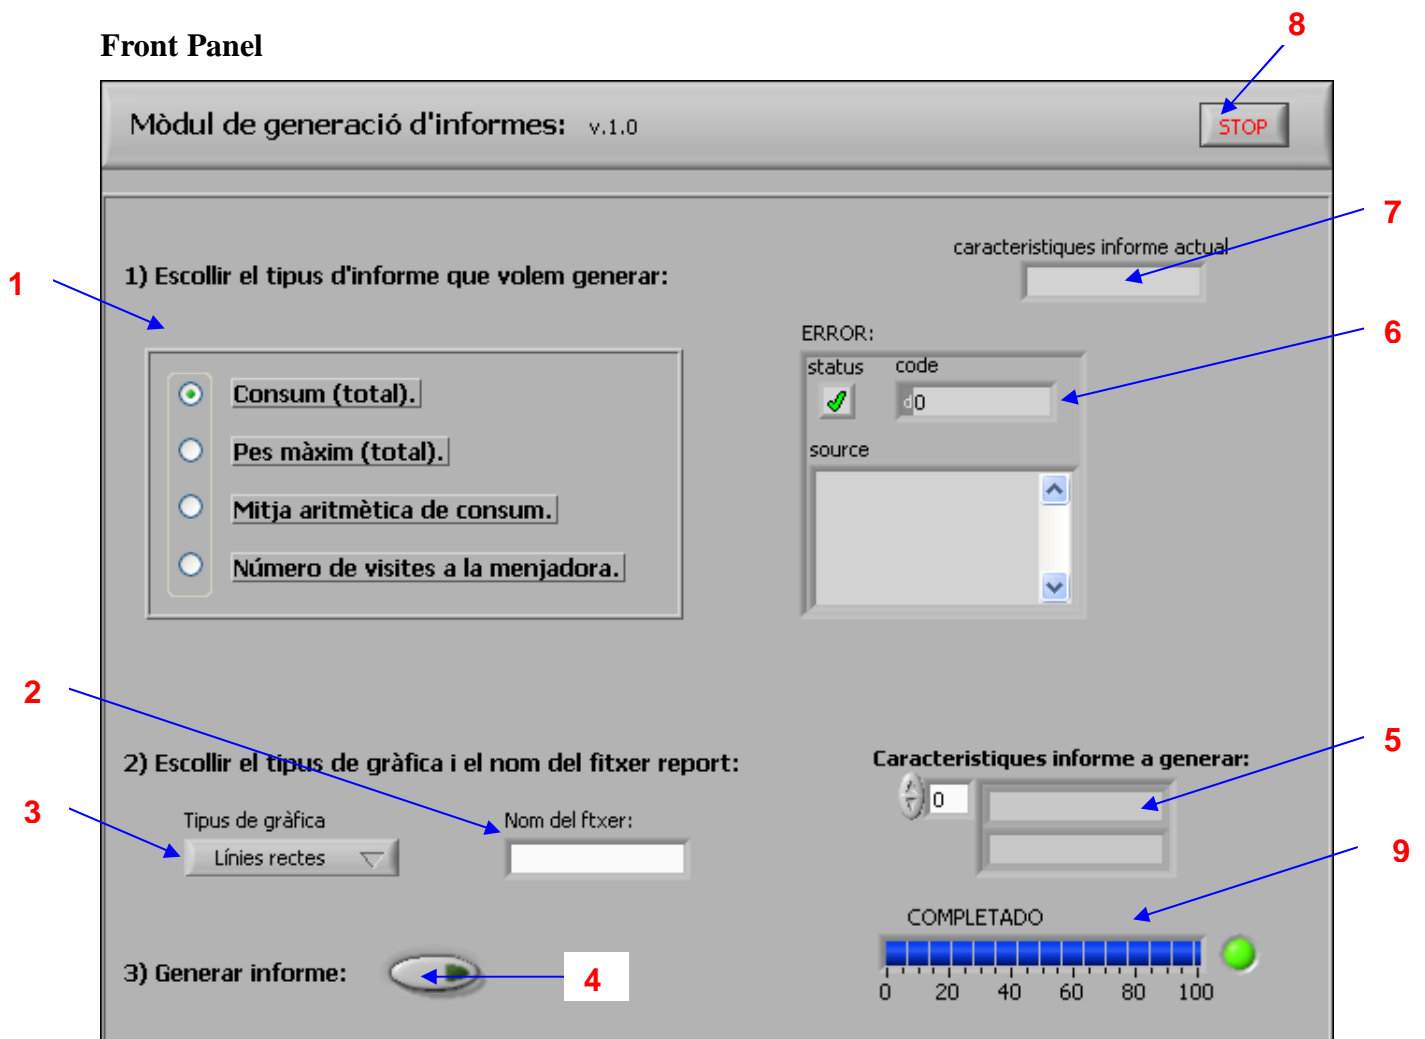 8
Front Panel
Mòdul de generació d'informes: v.1.0
STOP
7
caracteristiques informe actual
1
1) Escollir el tipus d'informe que volem generar:
6
ERROR:
status
code
d0
source
Consum (total).
Pes màxim (total).
Mitja aritmètica de consum.
Número de visites a la menjadora.
2
5
2) Escollir el tipus de gràfica i el nom del fitxer report:
Caracteristiques informe a generar:
0
3
Tipus de gràfica
Nom del ftxer:
Línies rectes
9
COMPLETADO
3) Generar informe:
4
0 20 40 60 80 100